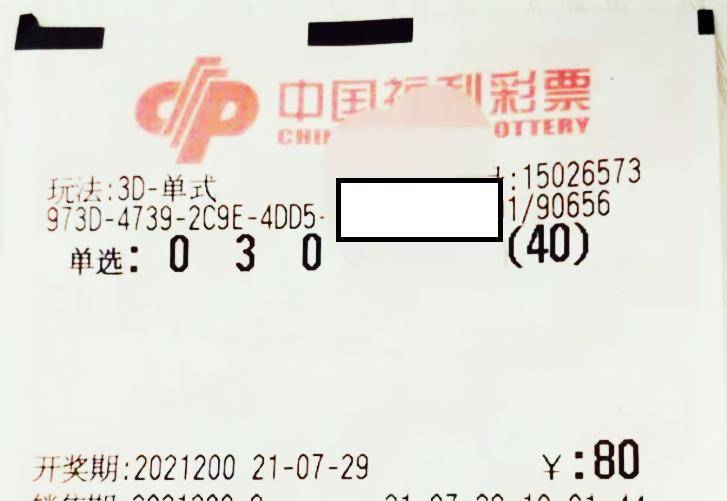 中国福利彩票
CHIN OTTERY
玩法:3D-单式 :15026573
973D-4739-2C9E-4DD5- 1/90656
单选: 0 3 0 (40)
开奖期:2021200 21-07-29 ¥:80